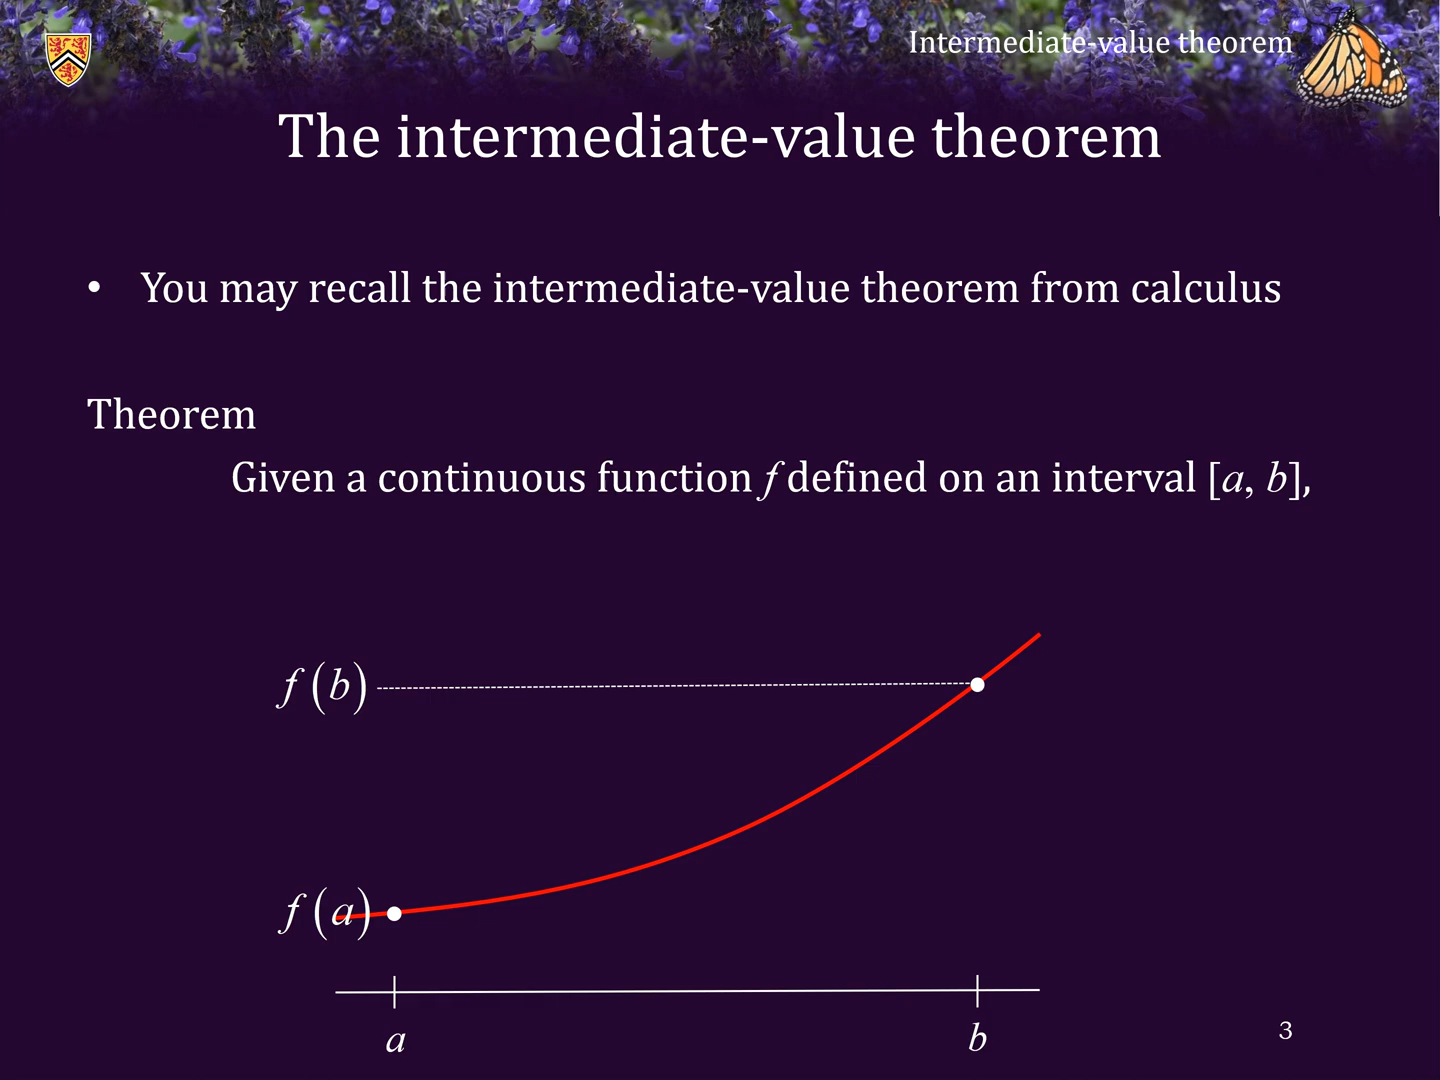 Intermediate-value theorem
The intermediate-value theorem
• You may recall the intermediate-value theorem from calculus
Theorem
Given a continuous function f defined on an interval [a, b],
f (b)
f (a)
a
b
3